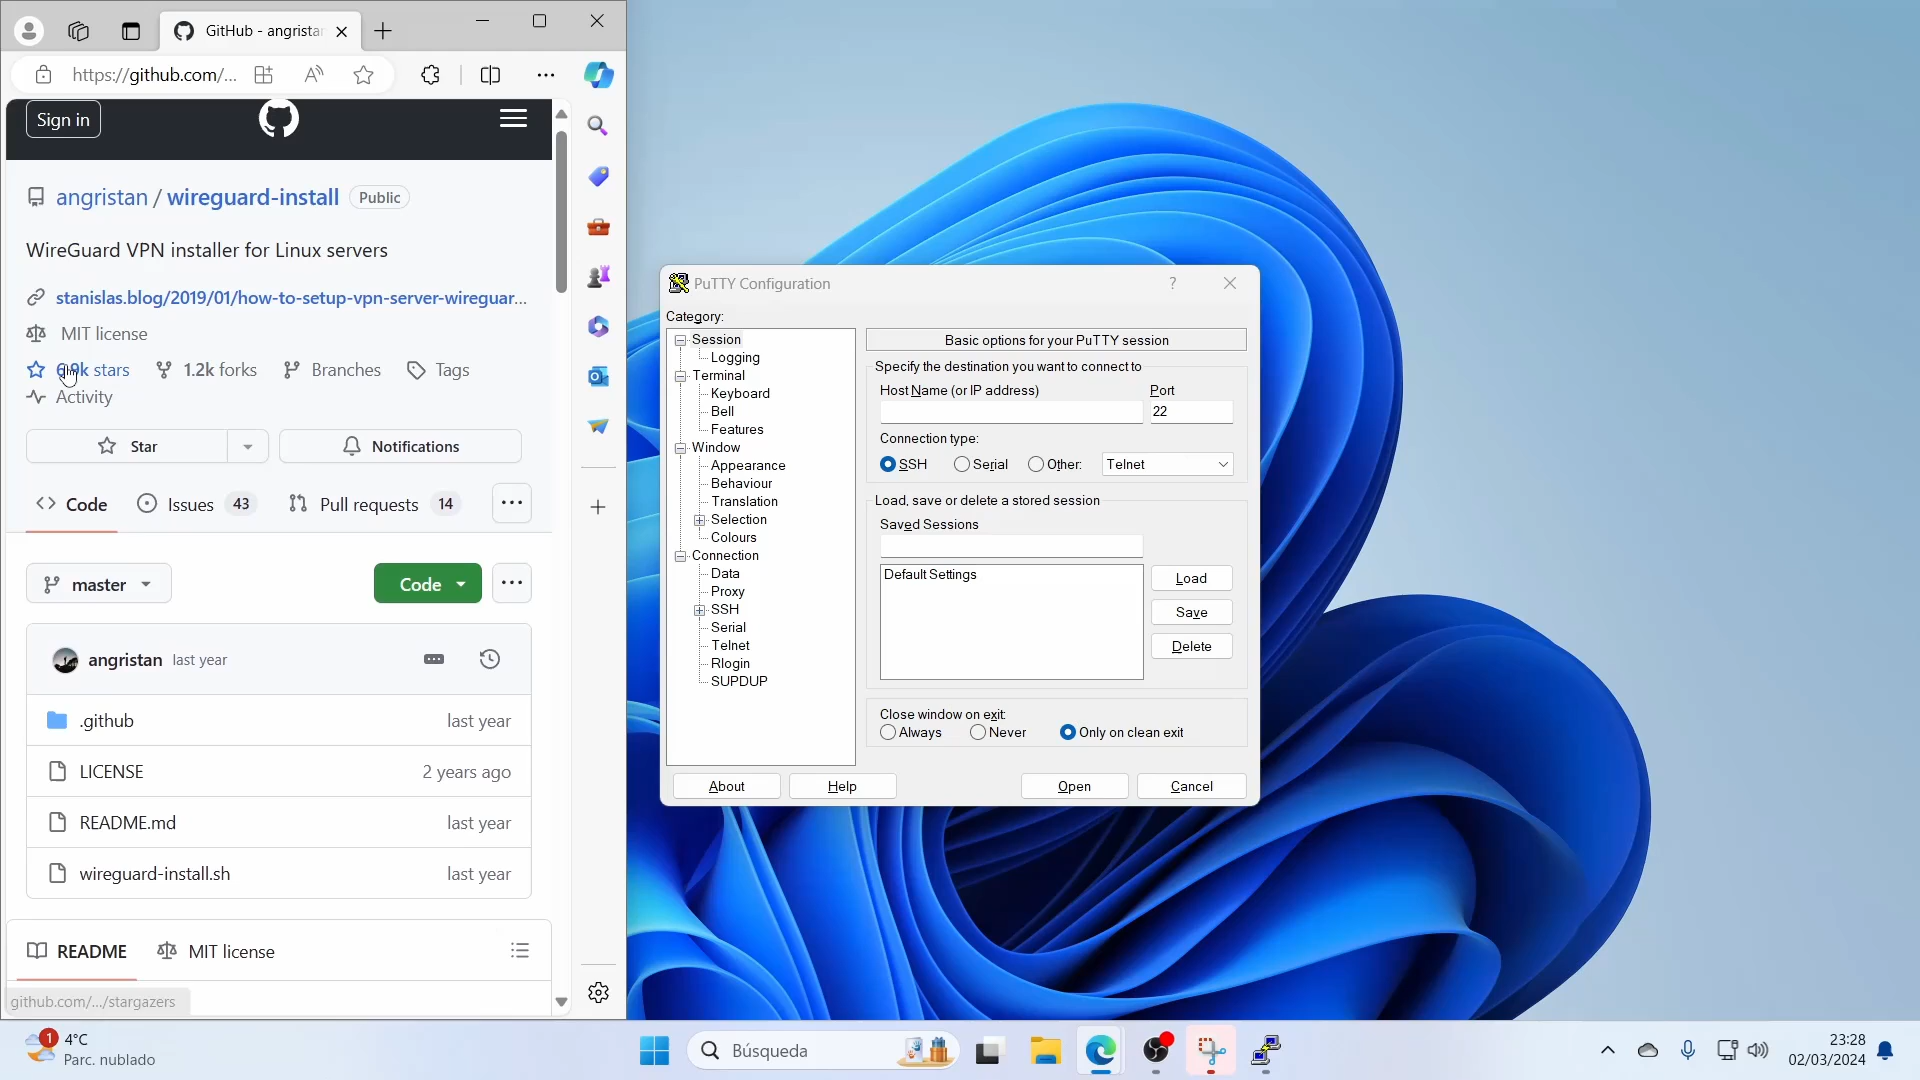 GitHub - angrista
https://github.com/...
Sign in
angristan / wireguard-install Public
WireGuard VPN installer for Linux servers
stanislas.blog/2019/01/how-to-setup-vpn-server-wireguar...
MIT license
6.9k stars 1.2k forks Branches Tags
Activity
Star Notifications
Code Issues 43 Pull requests 14
master Code
angristan last year
.github last year
LICENSE 2 years ago
README.md last year
wireguard-install.sh last year
README MIT license
github.com/.../stargazers
PuTTY Configuration
Category:
Session
Logging
Terminal
Keyboard
Bell
Features
Window
Appearance
Behaviour
Translation
Selection
Colours
Connection
Data
Proxy
SSH
Serial
Telnet
Rlogin
SUPDUP
Basic options for your PuTTY session
Specify the destination you want to connect to
Host Name (or IP address) Port
22
Connection type:
SSH Serial Other: Telnet
Load, save or delete a stored session
Saved Sessions
Default Settings
Load
Save
Delete
Close window on exit:
Always Never Only on clean exit
About Help Open Cancel
1
4°C
Parc. nublado
Búsqueda
23:28
02/03/2024